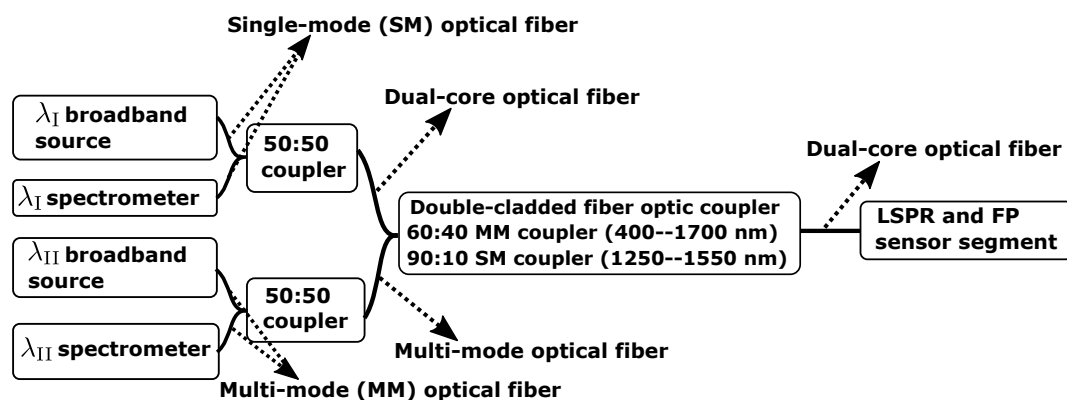 Single-mode (SM) optical fiber
Dual-core optical fiber
λI broadband
source
50:50
coupler
Dual-core optical fiber
λI spectrometer
Double-cladded fiber optic coupler
60:40 MM coupler (400--1700 nm)
90:10 SM coupler (1250--1550 nm)
LSPR and FP
sensor segment
λII broadband
source
50:50
coupler
λII spectrometer
Multi-mode optical fiber
Multi-mode (MM) optical fiber